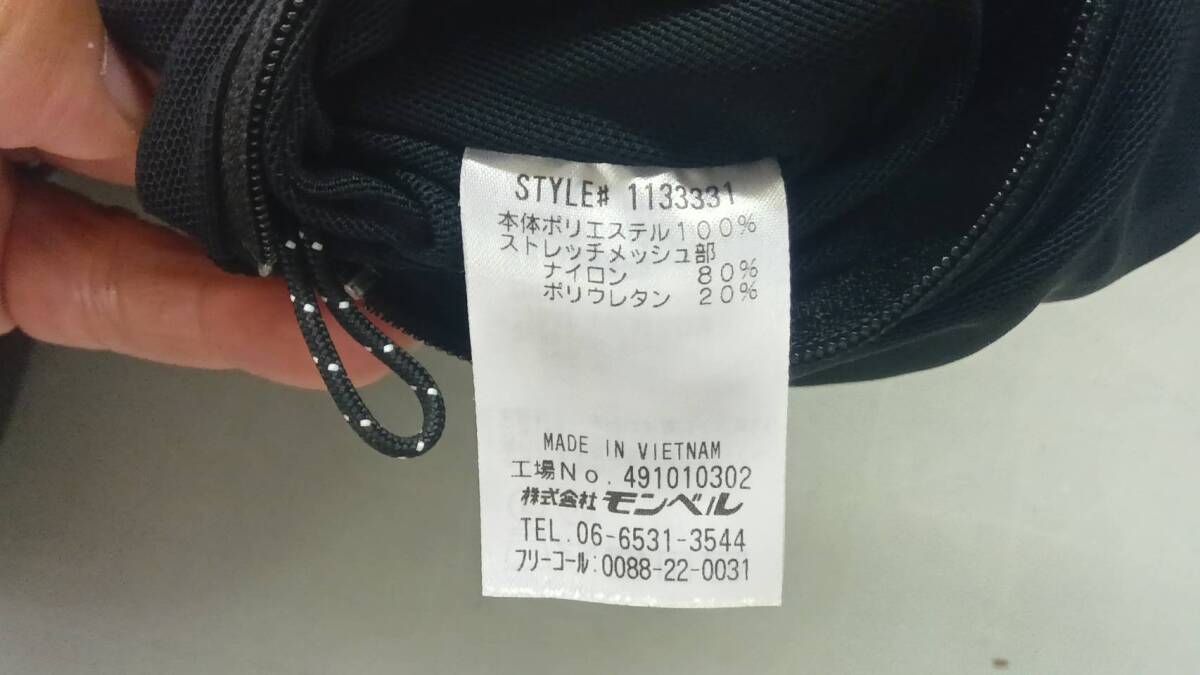 STYLE# 1133331
本体ポリエステル100%
ストレッチメッシュ部
ナイロン 80%
ポリウレタン 20%
MADE IN VIETNAM
工場No.491010302
株式会社モンベル
TEL.06-6531-3544
フリーコール:0088-22-0031